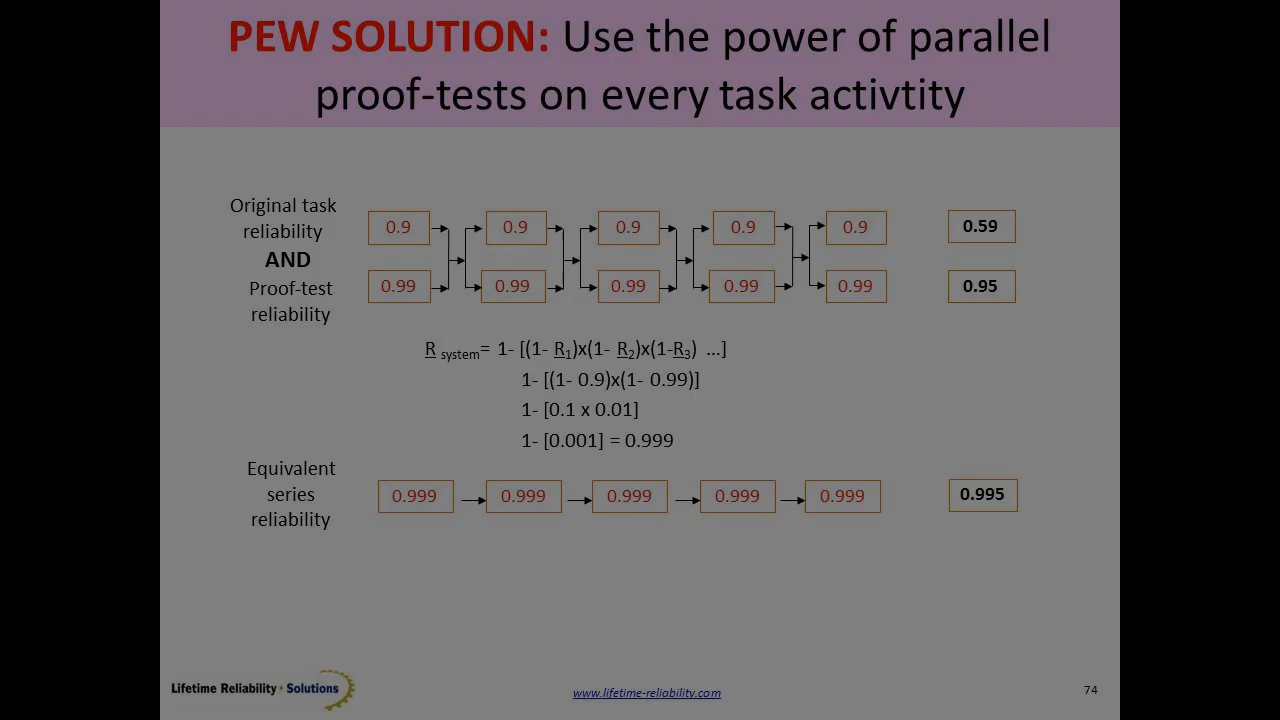 PEW SOLUTION: Use the power of parallel
proof-tests on every task activtity
Original task
reliability
AND
Proof-test
reliability
0.9 0.9 0.9 0.9 0.9 0.59
0.99 0.99 0.99 0.99 0.99 0.95
R system= 1- [(1- R1)x(1- R2)x(1-R3) ...]
1- [(1- 0.9)x(1- 0.99)]
1- [0.1 x 0.01]
1- [0.001] = 0.999
Equivalent
series
reliability
0.999 0.999 0.999 0.999 0.999 0.995
Lifetime Reliability • Solutions
www.lifetime-reliability.com
74